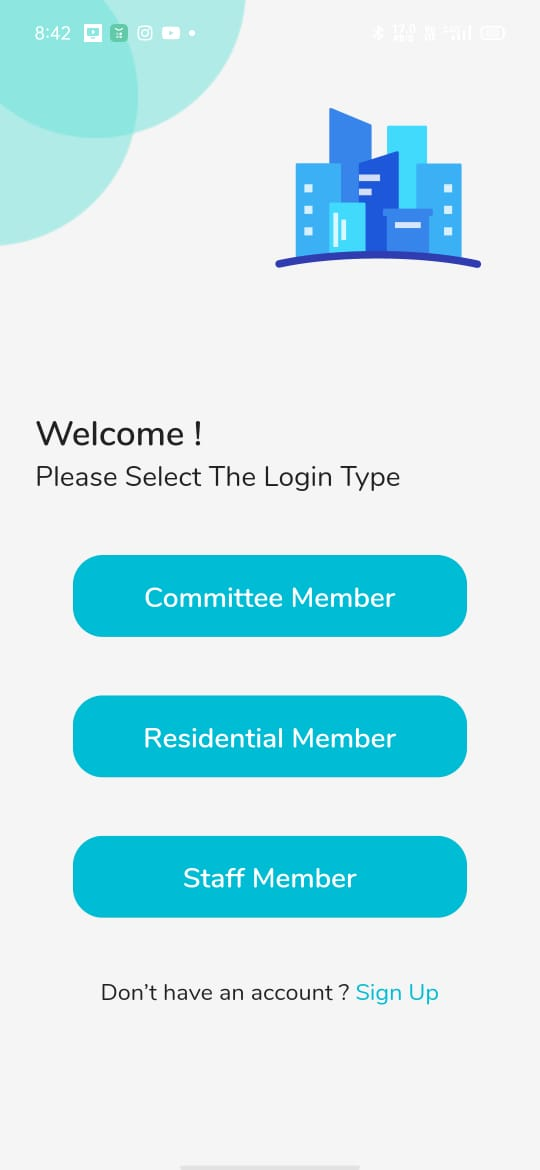 8:42
Welcome !
Please Select The Login Type
Committee Member
Residential Member
Staff Member
Don’t have an account ? Sign Up